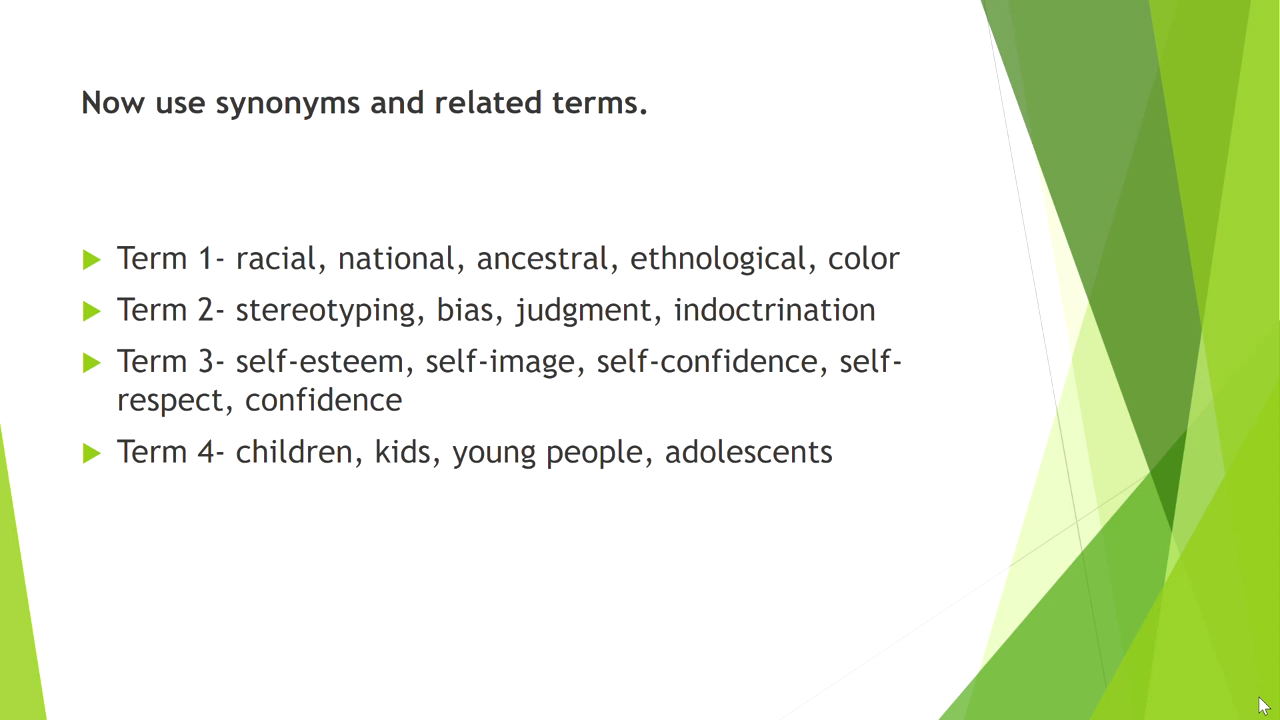 Now use synonyms and related terms.
Term 1- racial, national, ancestral, ethnological, color
Term 2- stereotyping, bias, judgment, indoctrination
Term 3- self-esteem, self-image, self-confidence, self-
respect, confidence
Term 4- children, kids, young people, adolescents